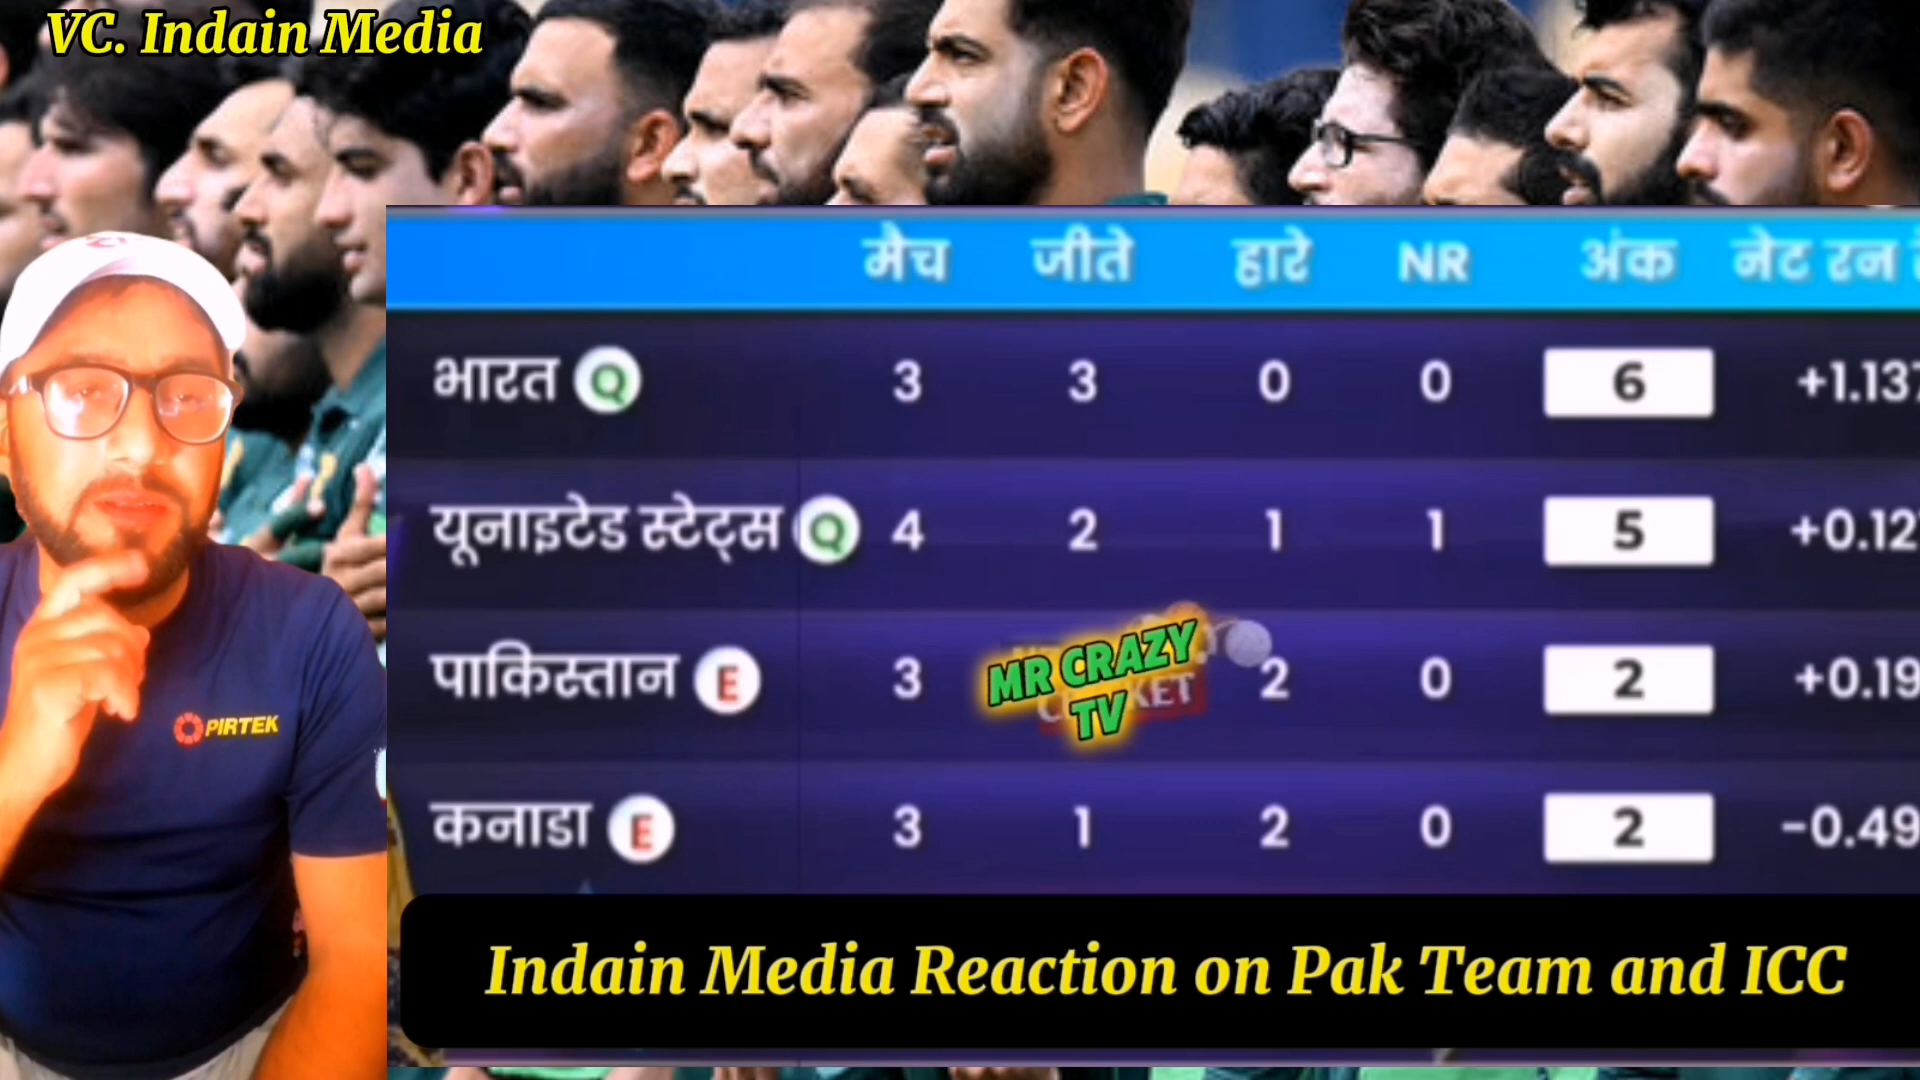 VC. Indain Media
मैच जीते हारे NR अंक नेट रन
भारत Q 3 3 0 0 6 +1.137
यूनाइटेड स्टेट्स Q 4 2 1 1 5 +0.12
पाकिस्तान E 3 2 0 2 +0.19
MR CRAZY
TV
कनाडा E 3 1 2 0 2 -0.49
PIRTEK
Indain Media Reaction on Pak Team and ICC